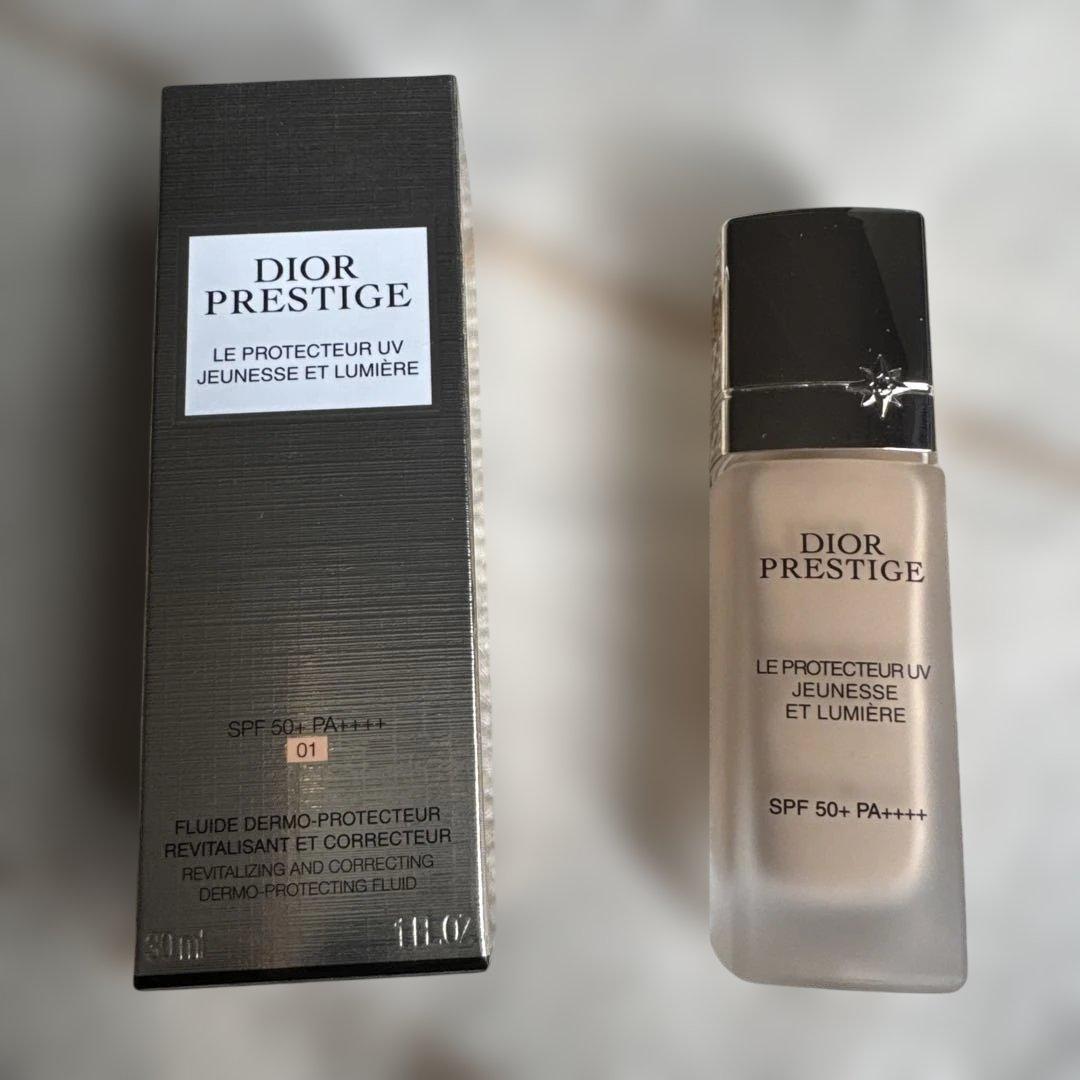 DIOR
PRESTIGE
LE PROTECTEUR UV
JEUNESSE ET LUMIÈRE
SPF 50+ PA++++
01
FLUIDE DERMO-PROTECTEUR
REVITALISANT ET CORRECTEUR
REVITALIZING AND CORRECTING
DERMO-PROTECTING FLUID
30 ml
1 fl. oz
DIOR
PRESTIGE
LE PROTECTEUR UV
JEUNESSE
ET LUMIÈRE
SPF 50+ PA++++